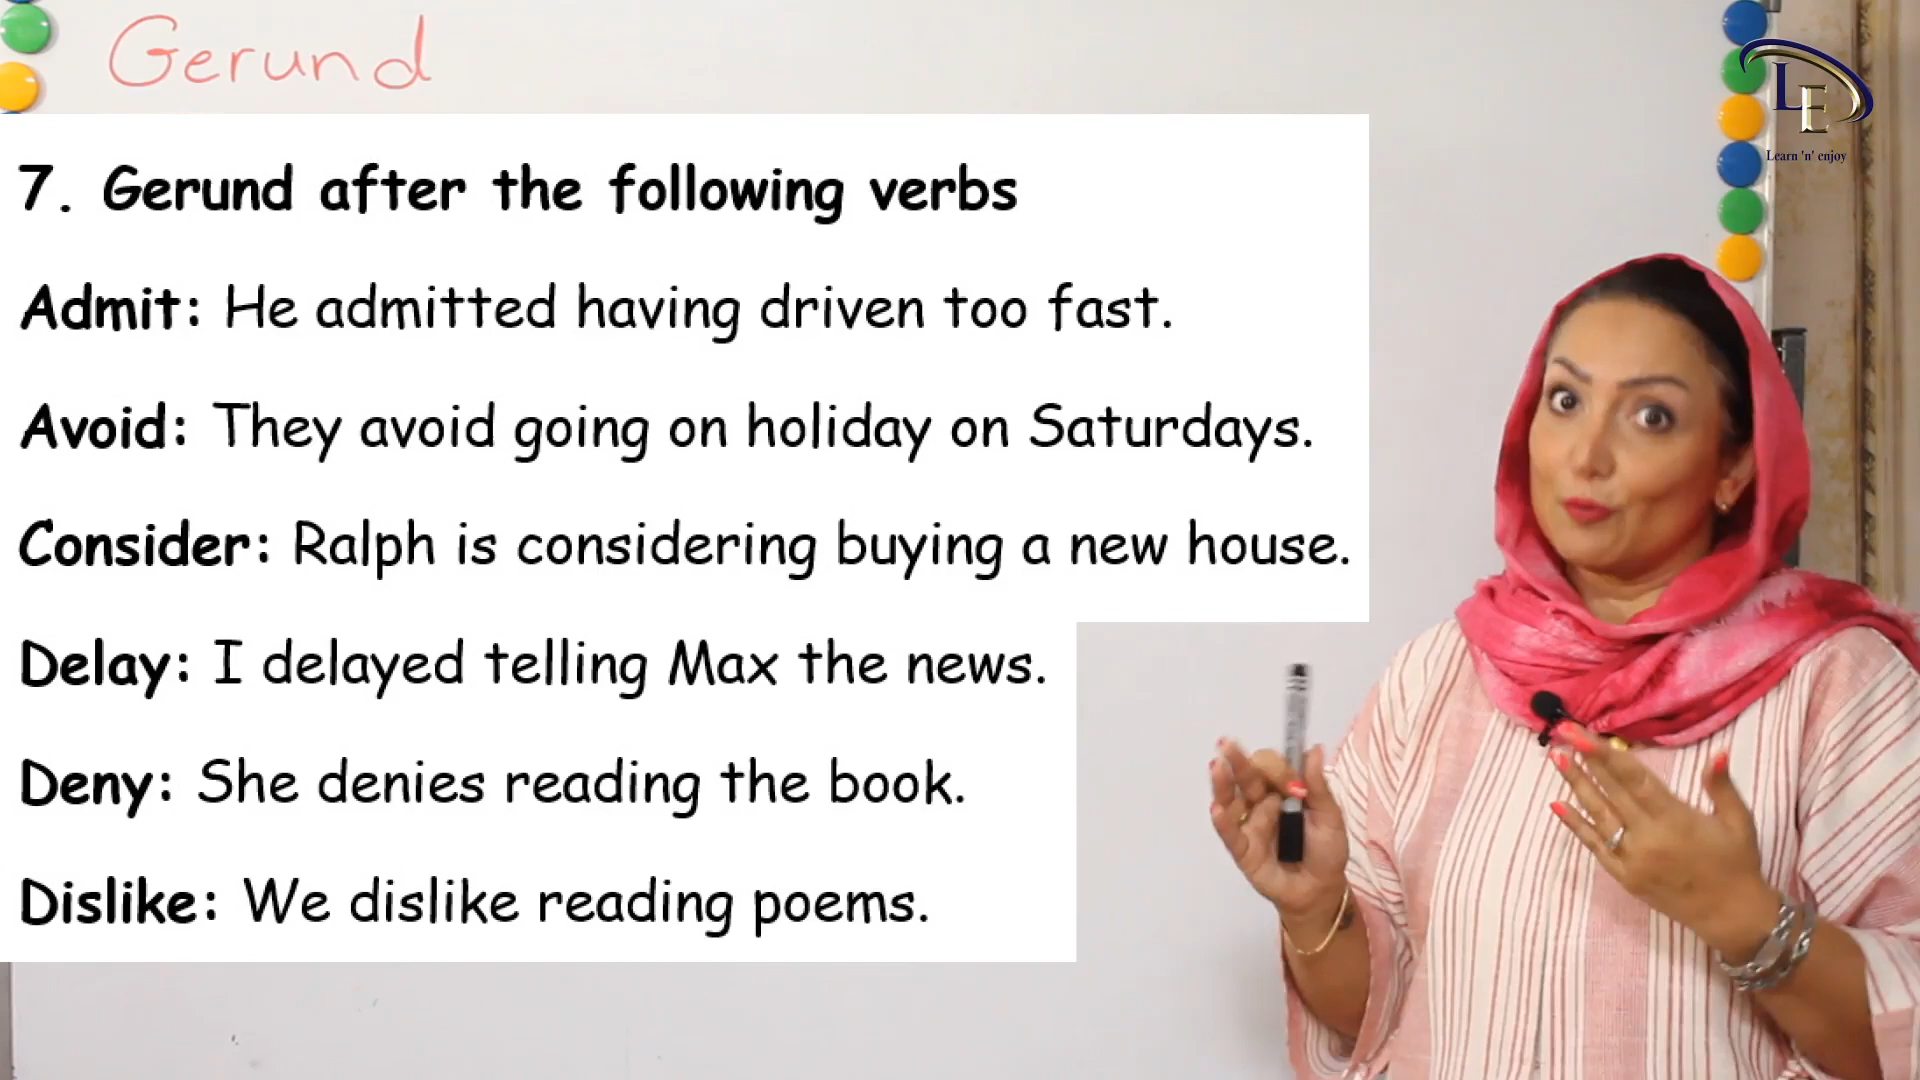 Gerund
7. Gerund after the following verbs
Admit: He admitted having driven too fast.
Avoid: They avoid going on holiday on Saturdays.
Consider: Ralph is considering buying a new house.
Delay: I delayed telling Max the news.
Deny: She denies reading the book.
Dislike: We dislike reading poems.
LE
Learn 'n' enjoy